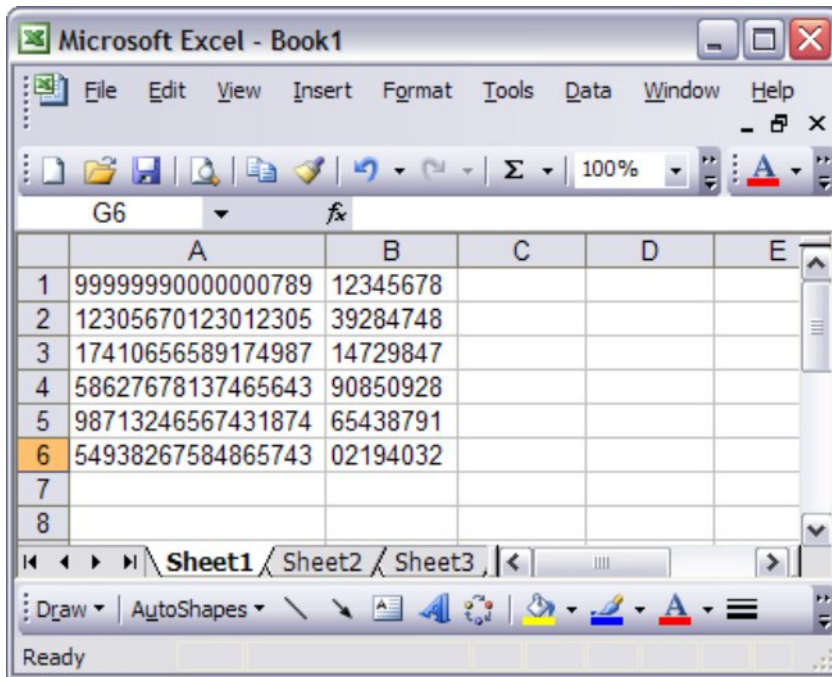 Microsoft Excel - Book1
File Edit View Insert Format Tools Data Window Help
Σ 100% A
G6 fx
A B C D E
1 99999990000000789 12345678
2 12305670123012305 39284748
3 17410656589174987 14729847
4 58627678137465643 90850928
5 98713246567431874 65438791
6 54938267584865743 02194032
7
8
Sheet1 Sheet2 Sheet3
Draw AutoShapes A A
Ready